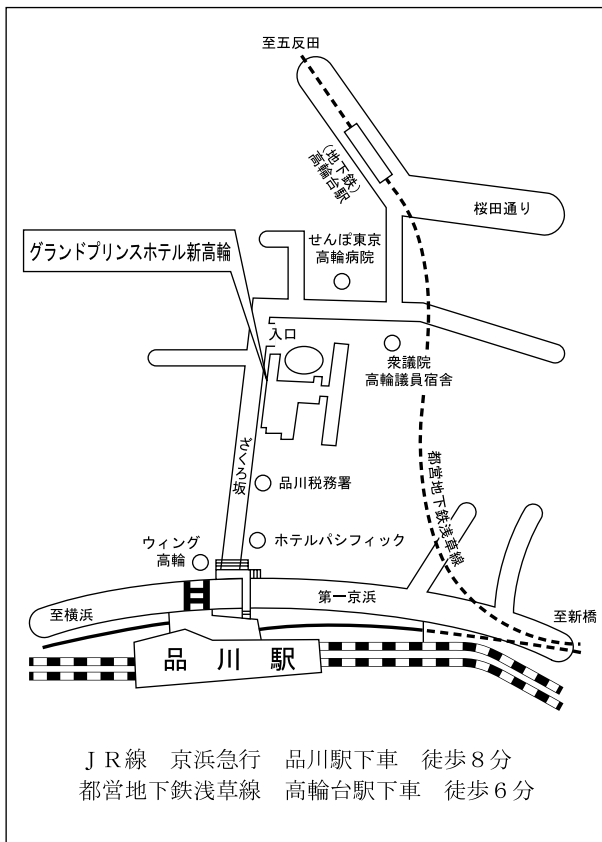 至五反田
（地下鉄）
高輪台駅
桜田通り
せんぽ東京
高輪病院
グランドプリンスホテル新高輪
入口
衆議院
高輪議員宿舎
ざくろ坂
都営地下鉄浅草線
品川税務署
ウィング
高輪
ホテルパシフィック
第一京浜
至横浜
至新橋
品川駅
ＪＲ線　京浜急行　品川駅下車　徒歩８分
都営地下鉄浅草線　高輪台駅下車　徒歩６分